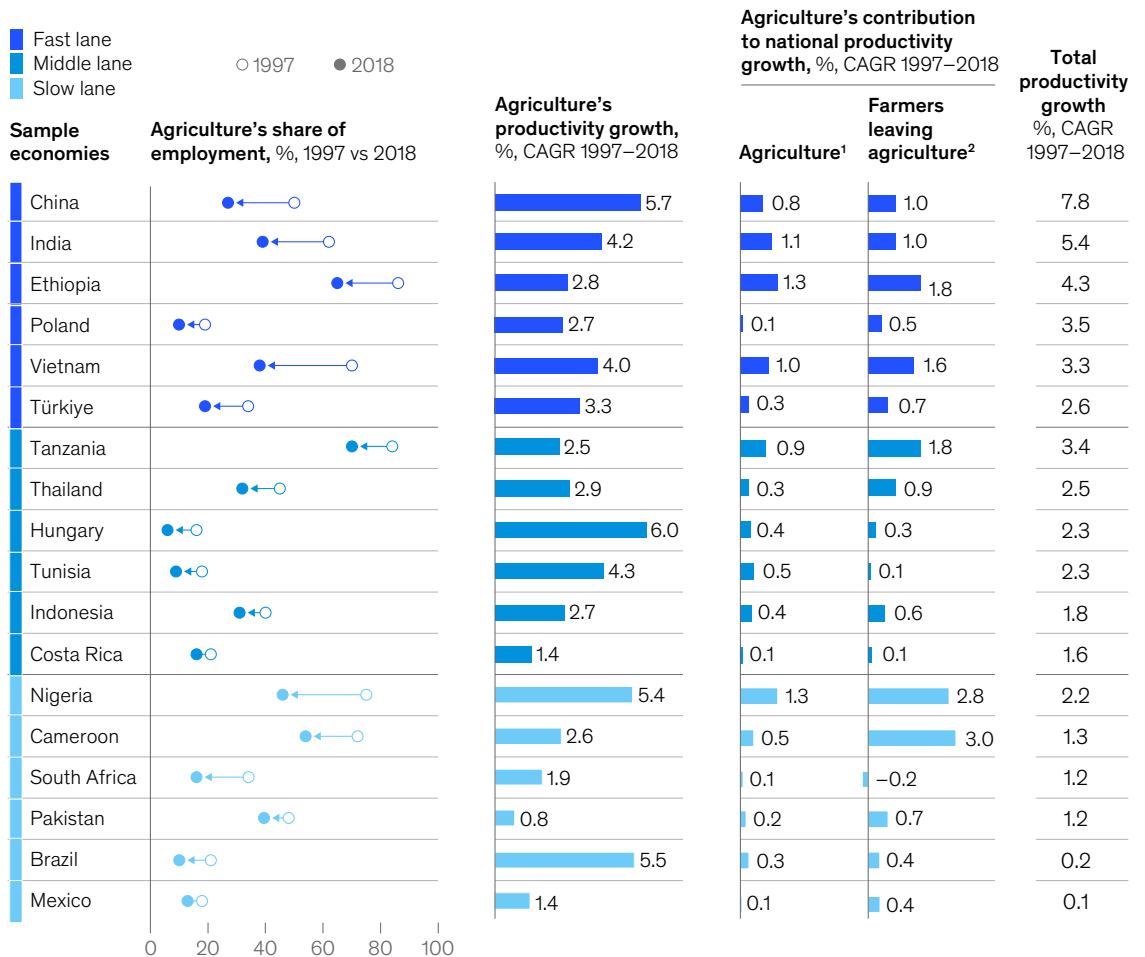 Fast lane
Middle lane
Slow lane
1997 2018
Sample
economies
Agriculture's share of
employment, %, 1997 vs 2018
Agriculture's
productivity growth,
%, CAGR 1997–2018
Agriculture's contribution
to national productivity
growth, %, CAGR 1997–2018
Agriculture¹
Farmers
leaving
agriculture²
Total
productivity
growth
%, CAGR
1997–2018
China 5.7 0.8 1.0 7.8
India 4.2 1.1 1.0 5.4
Ethiopia 2.8 1.3 1.8 4.3
Poland 2.7 0.1 0.5 3.5
Vietnam 4.0 1.0 1.6 3.3
Türkiye 3.3 0.3 0.7 2.6
Tanzania 2.5 0.9 1.8 3.4
Thailand 2.9 0.3 0.9 2.5
Hungary 6.0 0.4 0.3 2.3
Tunisia 4.3 0.5 0.1 2.3
Indonesia 2.7 0.4 0.6 1.8
Costa Rica 1.4 0.1 0.1 1.6
Nigeria 5.4 1.3 2.8 2.2
Cameroon 2.6 0.5 3.0 1.3
South Africa 1.9 0.1 −0.2 1.2
Pakistan 0.8 0.2 0.7 1.2
Brazil 5.5 0.3 0.4 0.2
Mexico 1.4 0.1 0.4 0.1
0 20 40 60 80 100